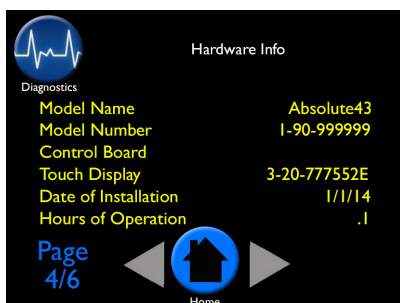 Hardware Info
Diagnostics
Model Name Absolute43
Model Number 1-90-999999
Control Board
Touch Display 3-20-777552E
Date of Installation 1/1/14
Hours of Operation .1
Page
4/6
Home